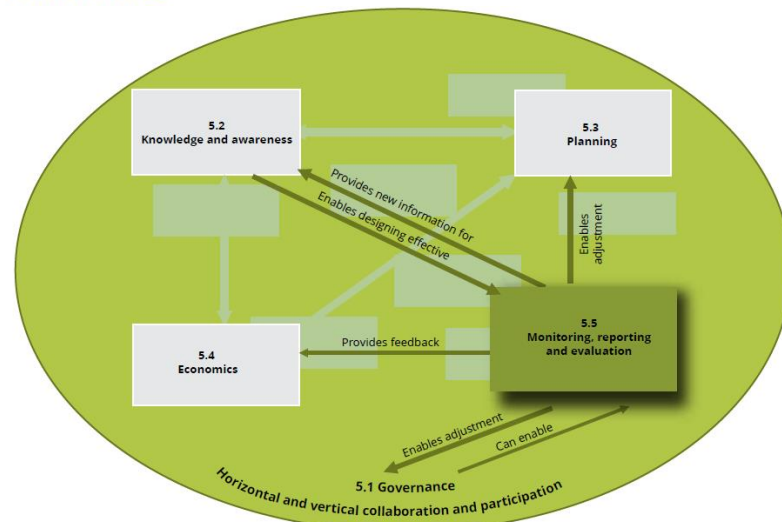 5.2
Knowledge and awareness
5.3
Planning
Provides new information for
Enables designing effective
Enables
adjustment
5.5
Monitoring, reporting
and evaluation
5.4
Economics
Provides feedback
Enables adjustment
Can enable
5.1 Governance
Horizontal and vertical collaboration and participation